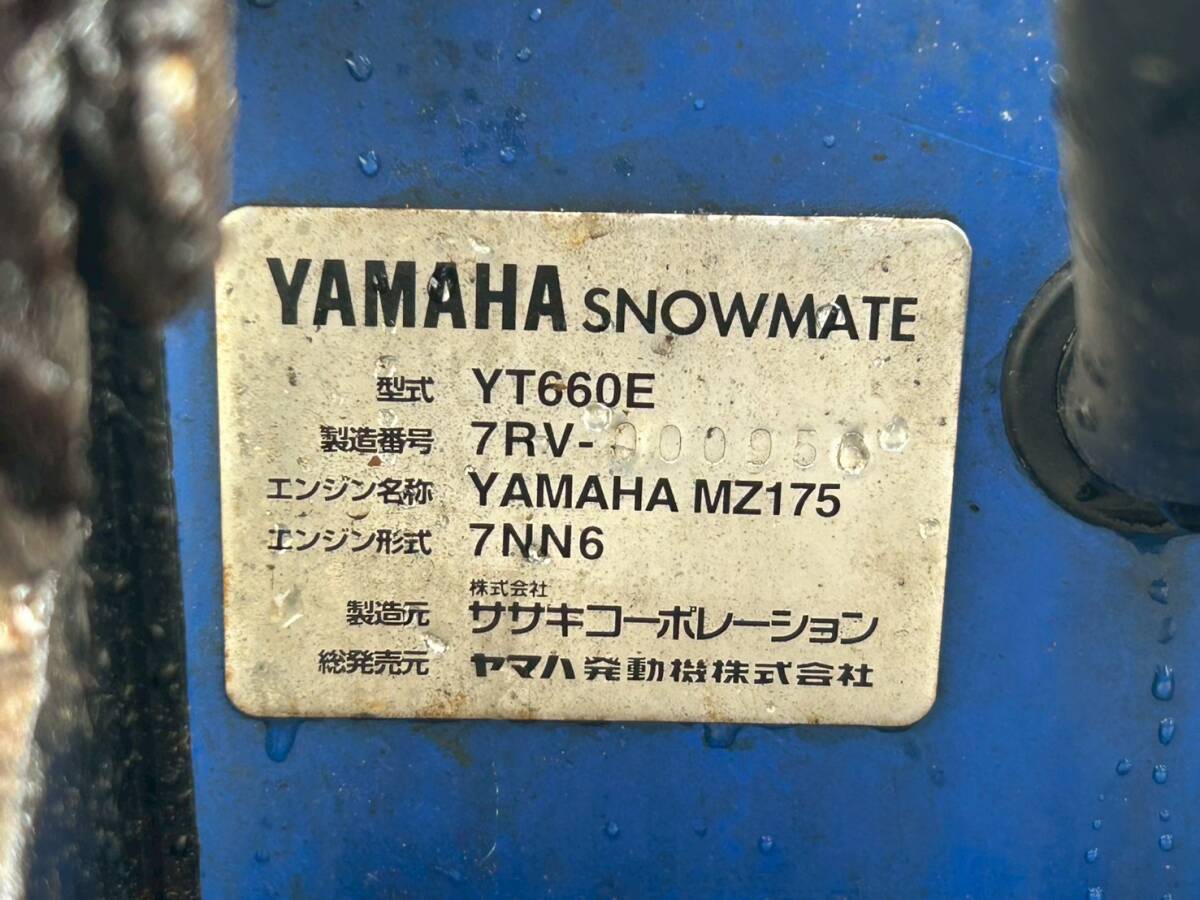 YAMAHA SNOWMATE
型式 YT660E
製造番号 7RV-
エンジン名称 YAMAHA MZ175
エンジン形式 7NN6
株式会社
製造元 ササキコーポレーション
総発売元 ヤマハ発動機株式会社